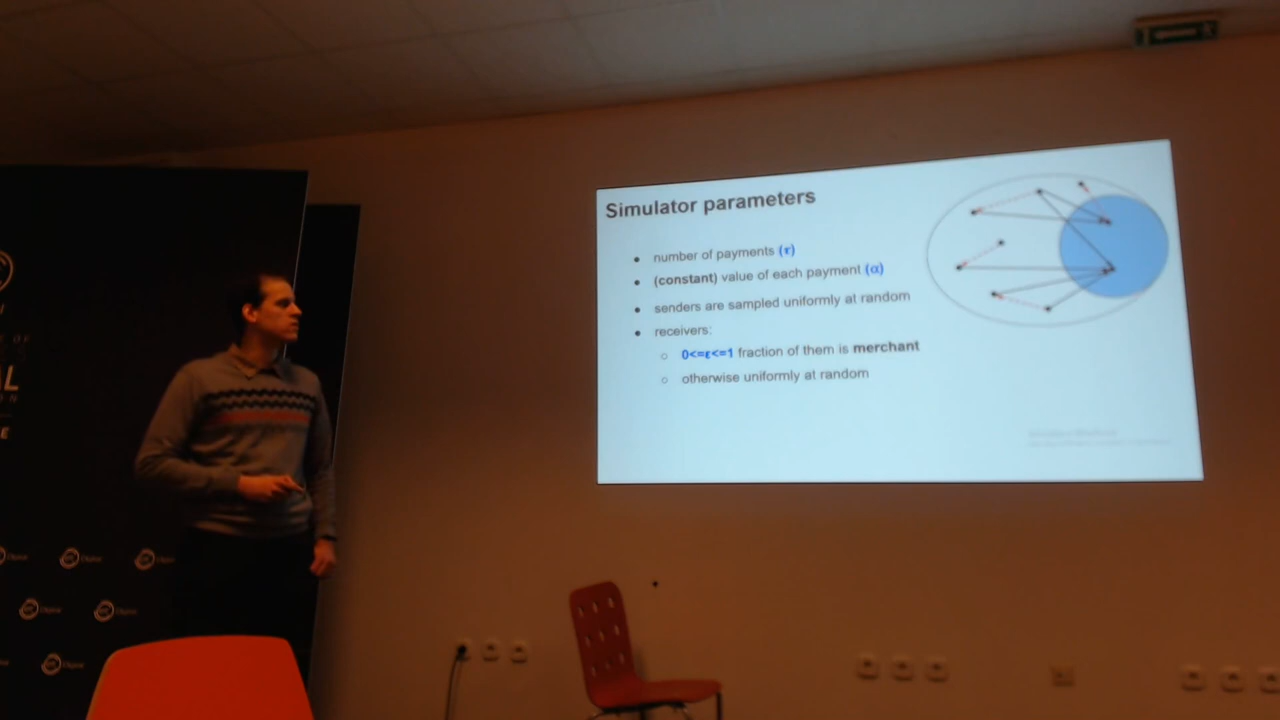 Simulator parameters
number of payments (τ)
(constant) value of each payment (α)
senders are sampled uniformly at random
receivers:
0<=ε<=1 fraction of them is merchant
otherwise uniformly at random